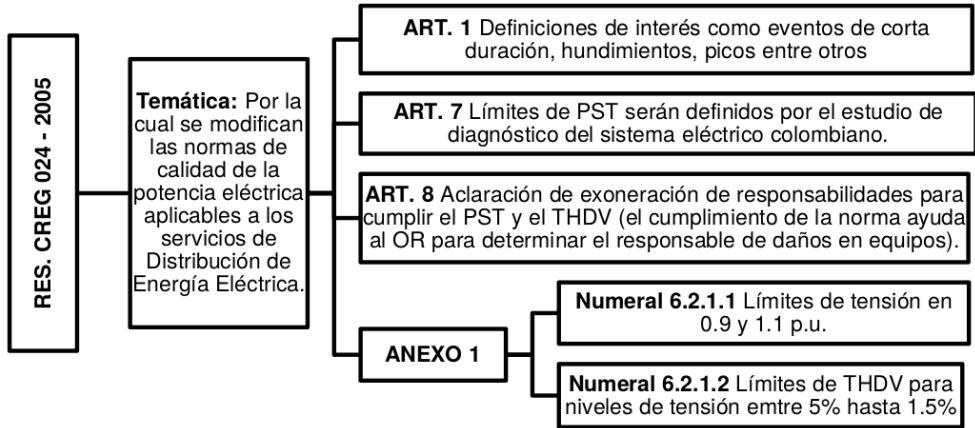 RES. CREG 024 - 2005
Temática: Por la
cual se modifican
las normas de
calidad de la
potencia eléctrica
aplicables a los
servicios de
Distribución de
Energía Eléctrica.
ART. 1 Definiciones de interés como eventos de corta
duración, hundimientos, picos entre otros
ART. 7 Límites de PST serán definidos por el estudio de
diagnóstico del sistema eléctrico colombiano.
ART. 8 Aclaración de exoneración de responsabilidades para
cumplir el PST y el THDV (el cumplimiento de la norma ayuda
al OR para determinar el responsable de daños en equipos).
ANEXO 1
Numeral 6.2.1.1 Límites de tensión en
0.9 y 1.1 p.u.
Numeral 6.2.1.2 Límites de THDV para
niveles de tensión emtre 5% hasta 1.5%